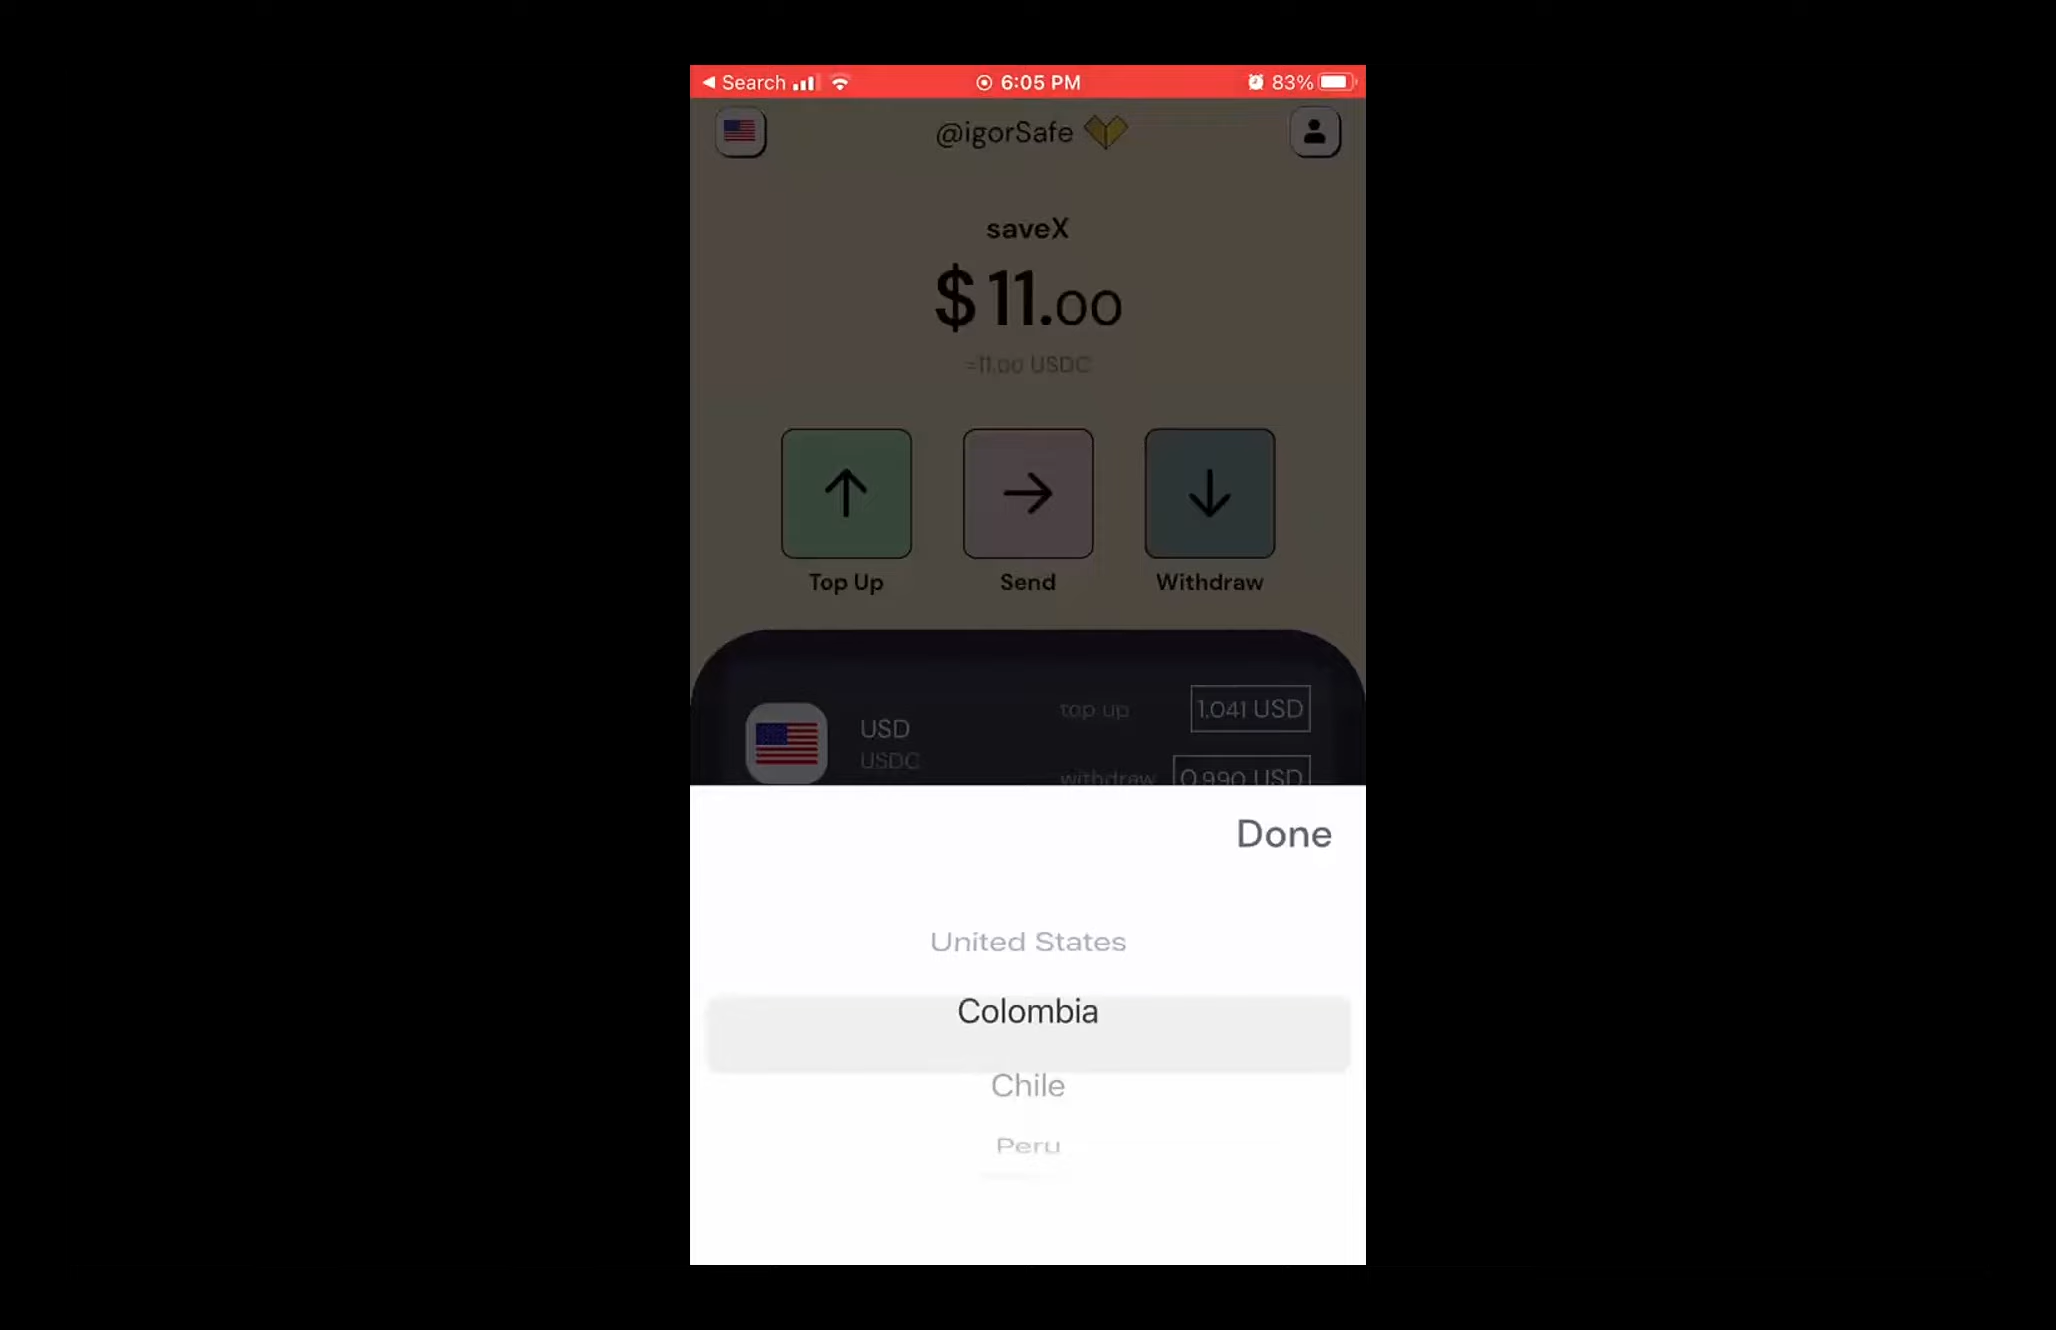 Search
6:05 PM
83%
@igorSafe
saveX
$11.00
=11.00 USDC
Top Up
Send
Withdraw
top up
1.041 USD
USD
USDC
withdraw
0.990 USD
Done
United States
Colombia
Chile
Peru